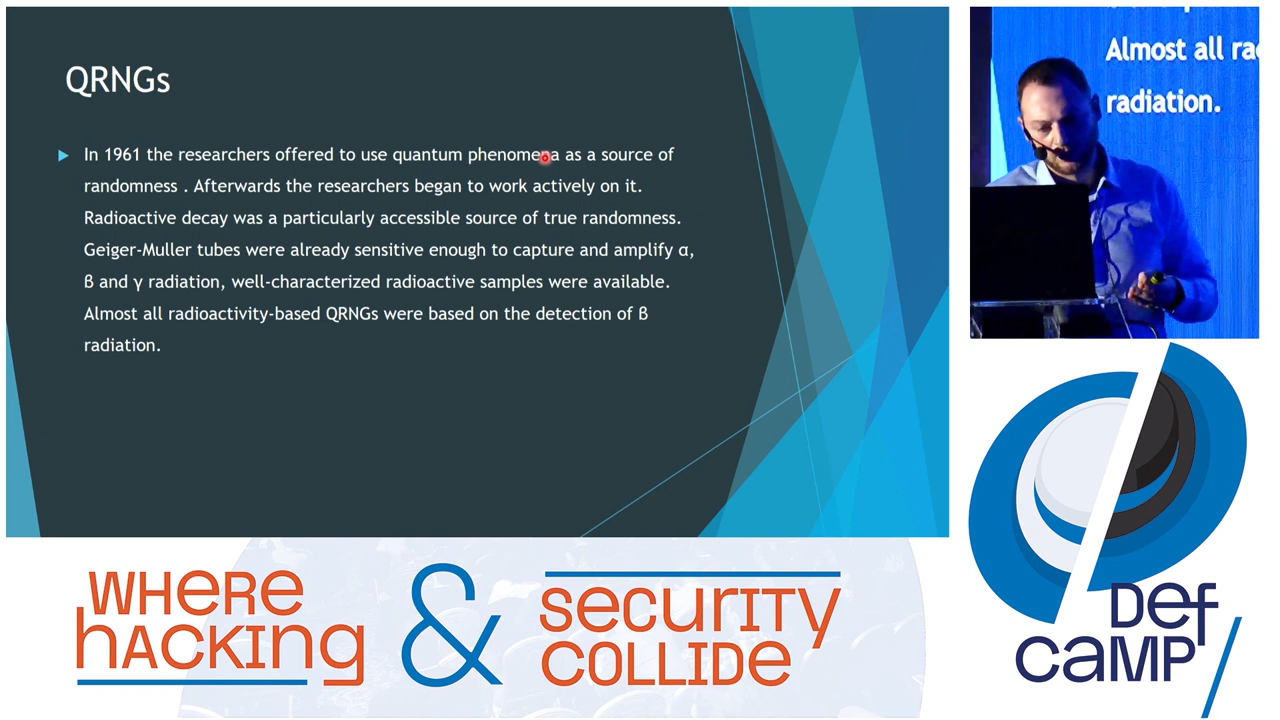 QRNGs
In 1961 the researchers offered to use quantum phenomena as a source of
randomness . Afterwards the researchers began to work actively on it.
Radioactive decay was a particularly accessible source of true randomness.
Geiger-Muller tubes were already sensitive enough to capture and amplify α,
ß and γ radiation, well-characterized radioactive samples were available.
Almost all radioactivity-based QRNGs were based on the detection of ß
radiation.
Almost all
radiation.
WHERE
HACKING
&
SECURITY
COLLIDE
DEF
CAMP